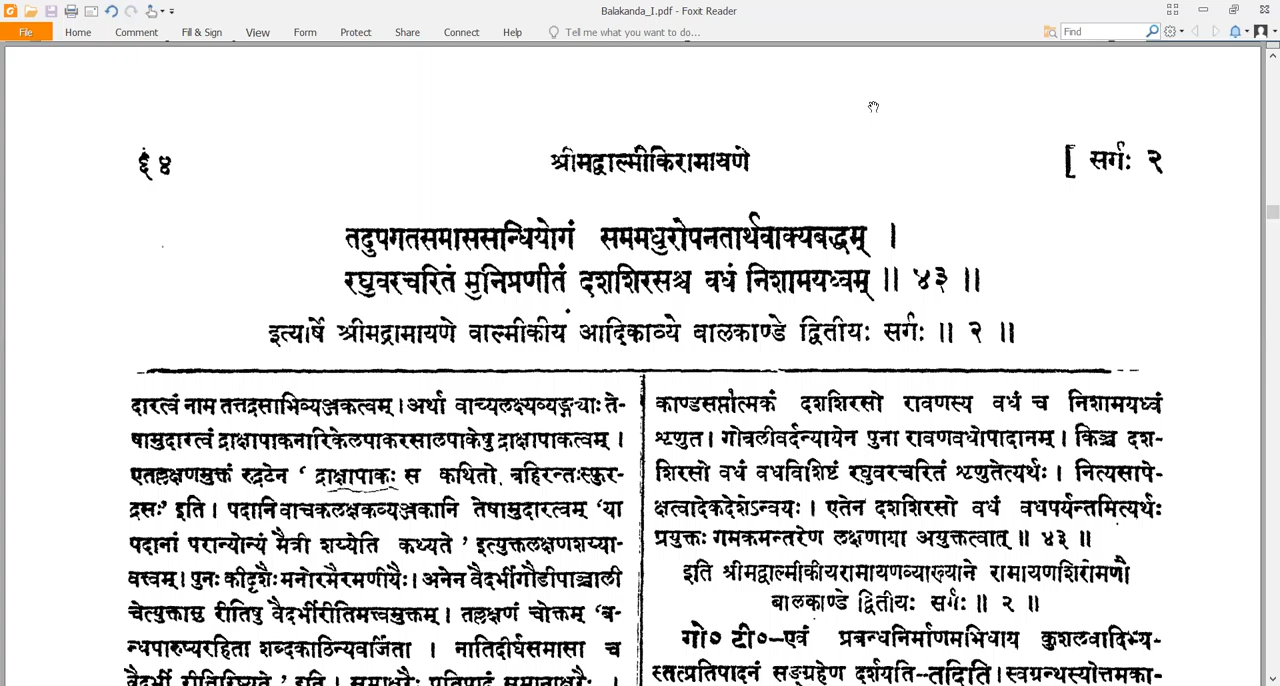 Balakanda_I.pdf - Foxit Reader
File Home Comment Fill & Sign View Form Protect Share Connect Help Tell me what you want to do... Find
६४ श्रीमद्वाल्मीकिरामायणे [ सर्गः २
तदुपगतसमाससन्धियोगं सममधुरोपनतार्थवाक्यबद्धम् ।
रघुवरचरितं मुनिप्रणीतं दशशिरसश्च वधं निशामयध्वम् ॥ ४३ ॥
इत्यार्षे श्रीमद्रामायणे वाल्मीकीय आदिकाव्ये बालकाण्डे द्वितीयः सर्गः ॥ २ ॥
दारत्वं नाम तत्तद्रसाभिव्यञ्जकत्वम् । अर्था वाच्यलक्ष्यव्यङ्ग्याः ते-
षामुदारत्वं द्राक्षापाकनारिकेलपाकरसालपाकेषु द्राक्षापाकत्वम् ।
एतल्लक्षणमुक्तं रुद्रटेन ' द्राक्षापाकः स कथितो बहिरन्तःस्फुर-
द्रसः' इति । पदानि वाचकलक्षकव्यञ्जकानि तेषामुदारत्वम् 'या
पदानां परान्योन्यं मैत्री शय्येति कथ्यते ' इत्युक्तलक्षणशय्या-
वत्त्वम् । पुनः कीदृशैः मनोरमैरमणीयैः । अनेन वैदर्भीगौडीपाञ्चाली
चेत्युक्तासु रीतिषु वैदर्भीरीतिमत्त्वमुक्तम् । तल्लक्षणं चोक्तम् 'ब-
न्धपारुष्यरहिता शब्दकाठिन्यवर्जिता । नातिदीर्घसमासा च
वैदर्भी रीतिरिष्यते ' इति । समाक्षरैः प्रतिपादं समानाक्षरैः ।
काण्डसप्तात्मकं दशशिरसो रावणस्य वधं च निशामयध्वं
शृणुत । गोबलीवर्दन्यायेन पुना रावणवधोपादानम् । किञ्च दश-
शिरसो वधं वधविशिष्टं रघुवरचरितं शृणुतेत्यर्थः । नित्यसापे-
क्षत्वादेकदेशेऽन्वयः । एतेन दशशिरसो वधं वधपर्यन्तमित्यर्थः
प्रयुक्तः गमकमन्तरेण लक्षणाया अयुक्तत्वात् ॥ ४३ ॥
इति श्रीमद्वाल्मीकीयरामायणव्याख्याने रामायणशिरोमणौ
बालकाण्डे द्वितीयः सर्गः ॥ २ ॥
गो० टी०–एवं प्रबन्धनिर्माणमभिधाय कुशलवादिभ्य-
स्तत्प्रतिपादनं सङ्ग्रहेण दर्शयति–तदिति । स्वग्रन्थस्योत्तमका-